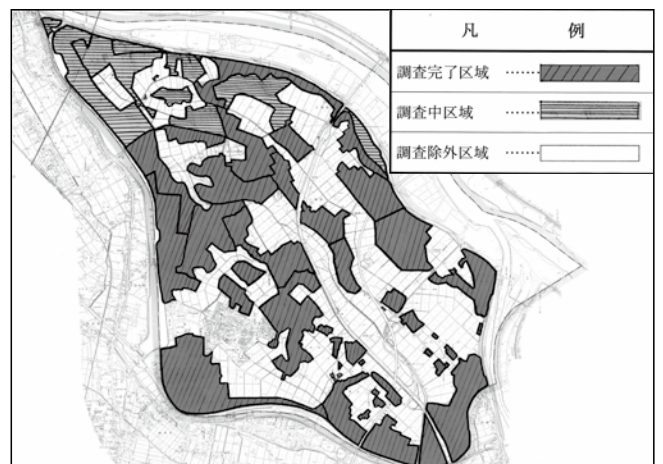 凡 例
調査完了区域 ……
調査中区域 ……
調査除外区域 ……